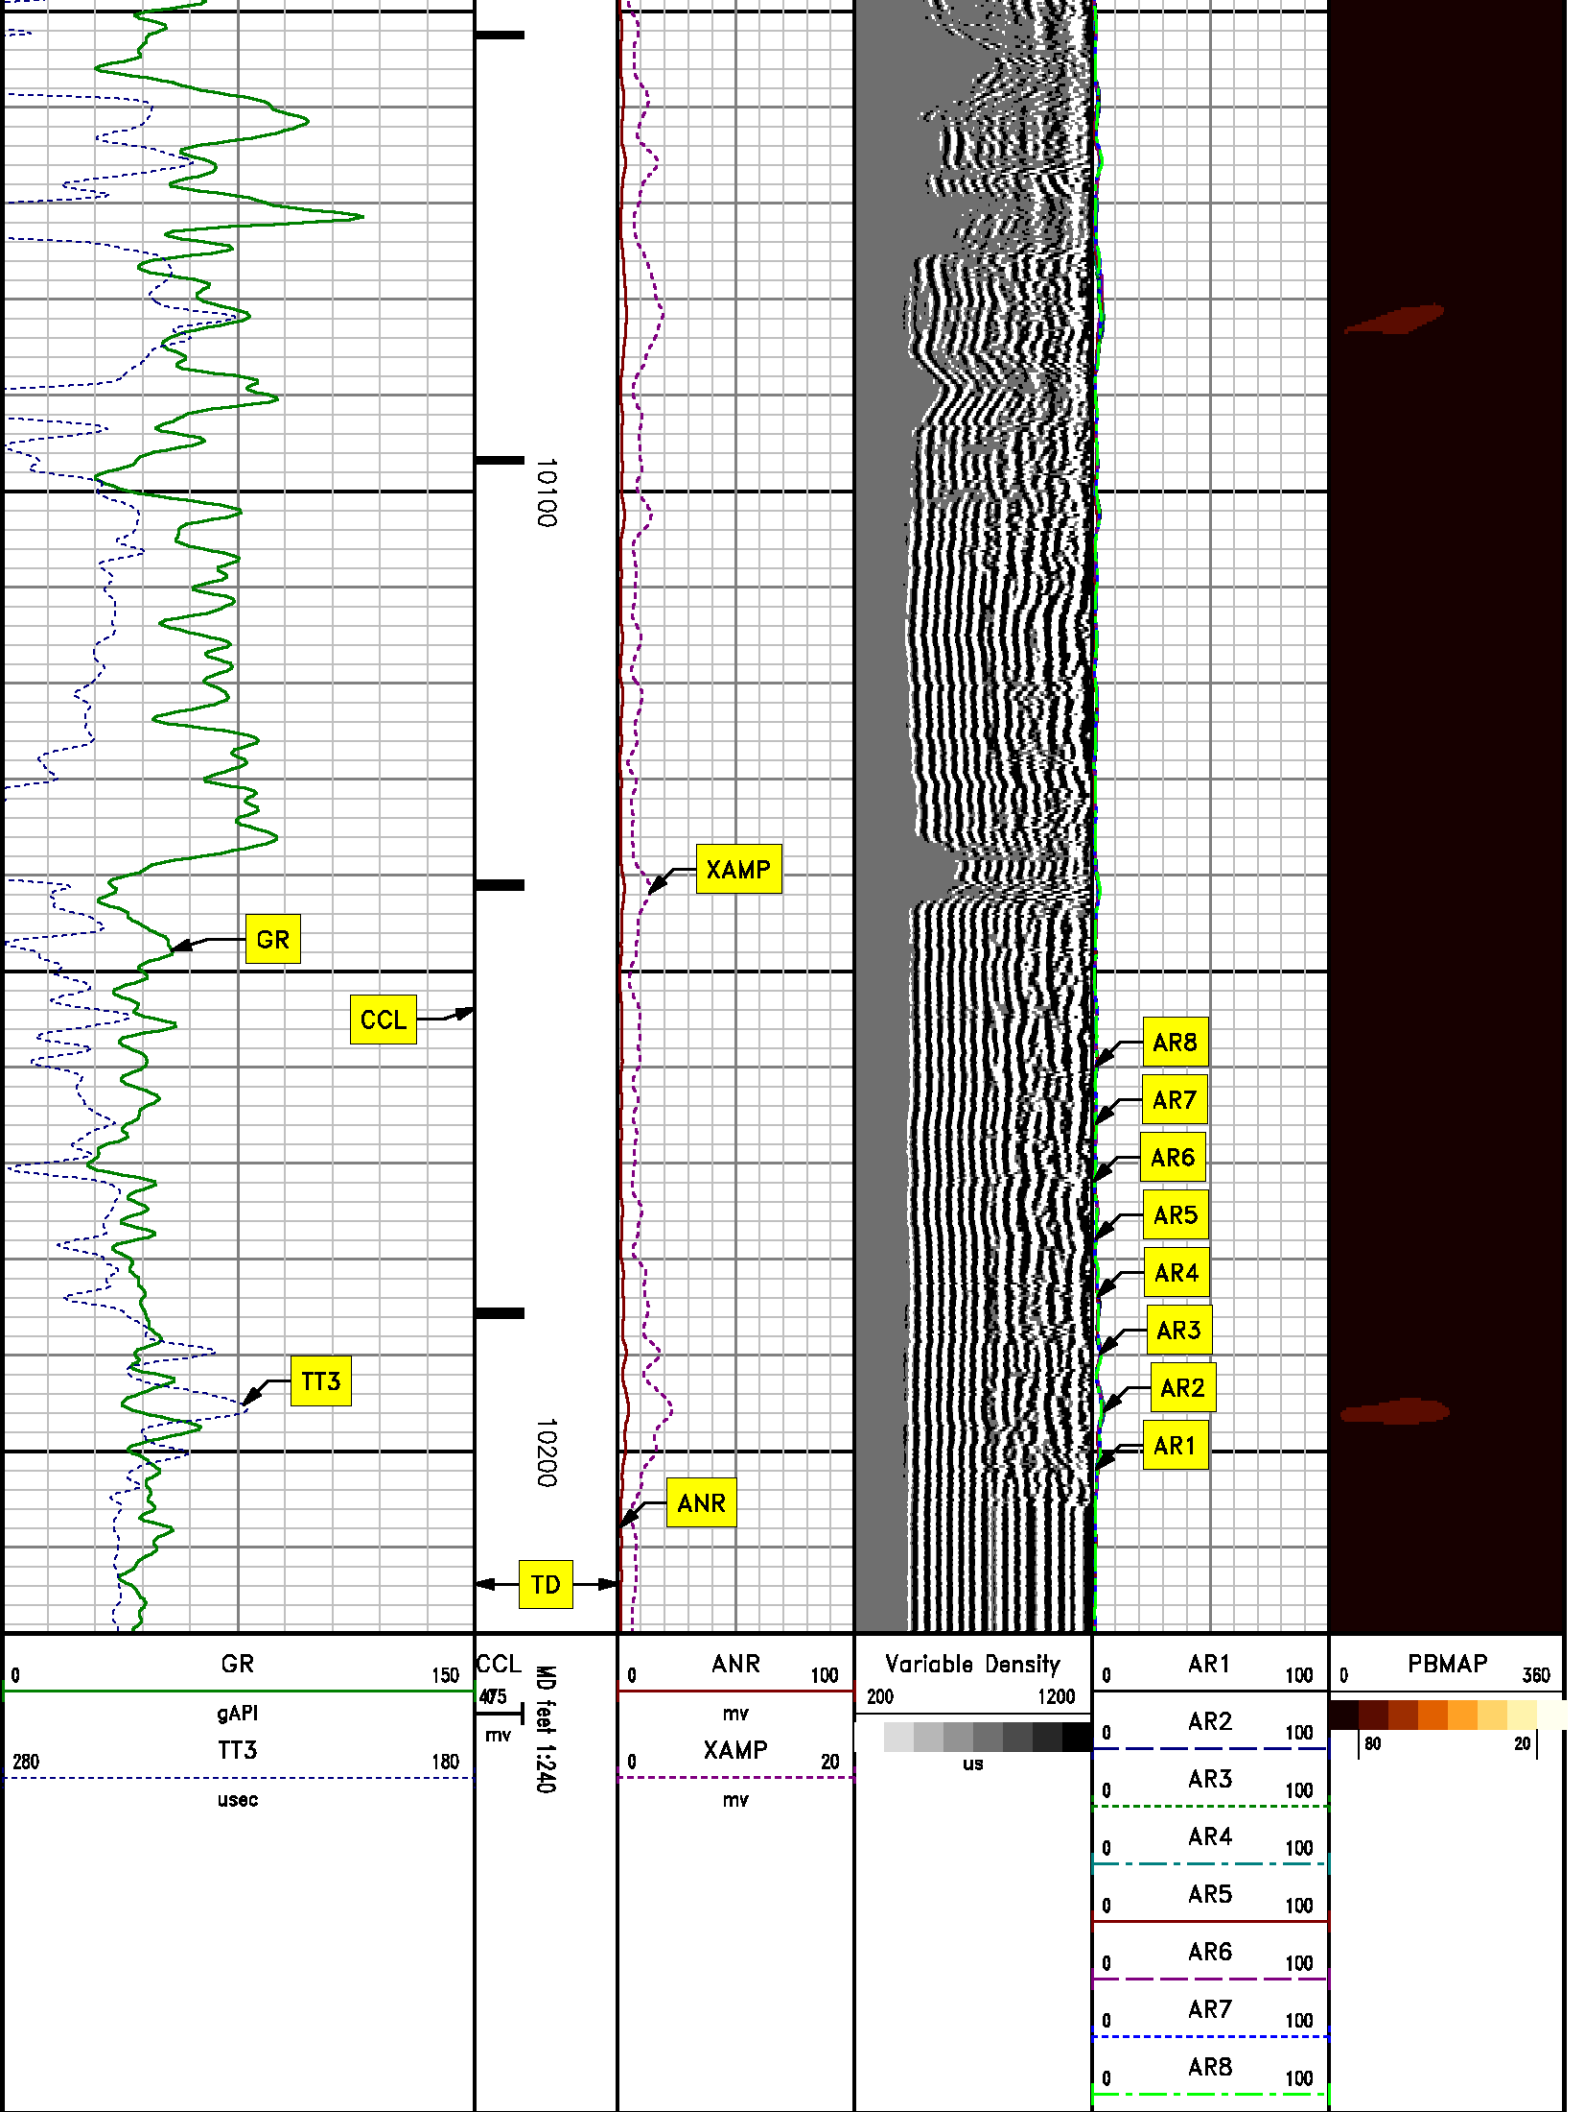 10100
XAMP
GR
CCL
AR8
AR7
AR6
AR5
AR4
AR3
TT3
AR2
10200
AR1
ANR
TD
0 GR 150
gAPI
280 TT3 180
usec
CCL
475
mv
MD feet 1:240
0 ANR 100
mv
0 XAMP 20
mv
Variable Density
200 1200
us
0 AR1 100
0 AR2 100
0 AR3 100
0 AR4 100
0 AR5 100
0 AR6 100
0 AR7 100
0 AR8 100
0 PBMAP 360
80 20